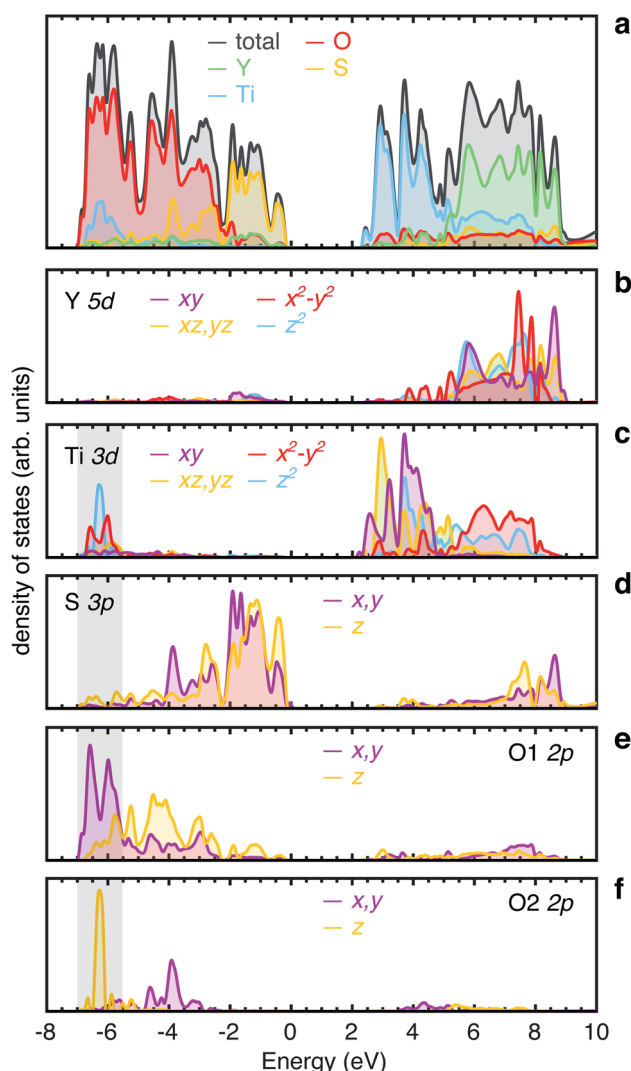 a
— total — O
— Y — S
— Ti
b
Y 5d — xy — x²-y²
— xz,yz — z²
c
Ti 3d — xy — x²-y²
— xz,yz — z²
d
S 3p — x,y
— z
e
— x,y O1 2p
— z
f
— x,y O2 2p
— z
density of states (arb. units)
-8 -6 -4 -2 0 2 4 6 8 10
Energy (eV)